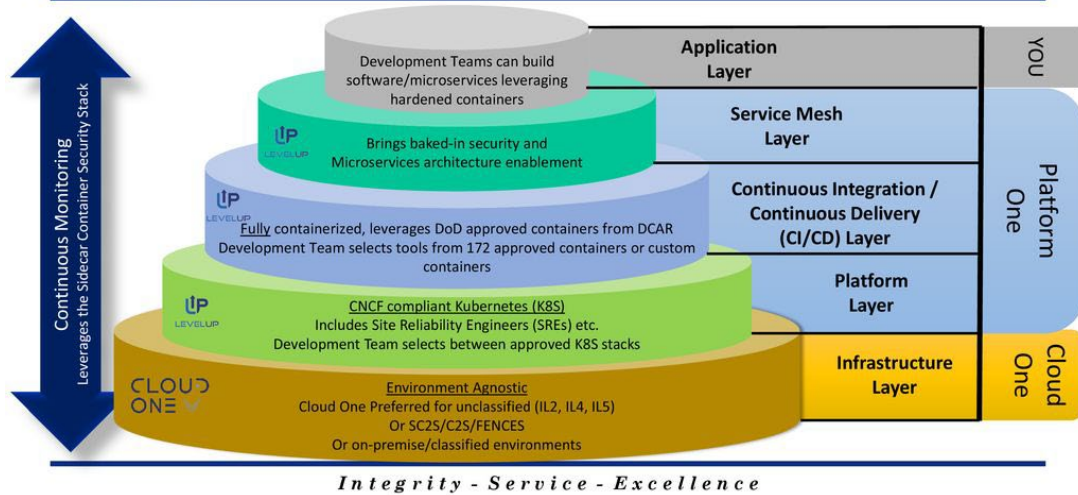 Continuous Monitoring
Leverages the Sidecar Container Security Stack
Development Teams can build
software/microservices leveraging
hardened containers
Application
Layer
YOU
LEVELUP
Brings baked-in security and
Microservices architecture enablement
Service Mesh
Layer
LEVELUP
Fully containerized, leverages DoD approved containers from DCAR
Development Team selects tools from 172 approved containers or custom
containers
Continuous Integration /
Continuous Delivery
(CI/CD) Layer
Platform
One
LEVELUP
CNCF compliant Kubernetes (K8S)
Includes Site Reliability Engineers (SREs) etc.
Development Team selects between approved K8S stacks
Platform
Layer
CLOUD
ONE
Environment Agnostic
Cloud One Preferred for unclassified (IL2, IL4, IL5)
Or SC2S/C2S/FENCES
Or on-premise/classified environments
Infrastructure
Layer
Cloud
One
Integrity - Service - Excellence